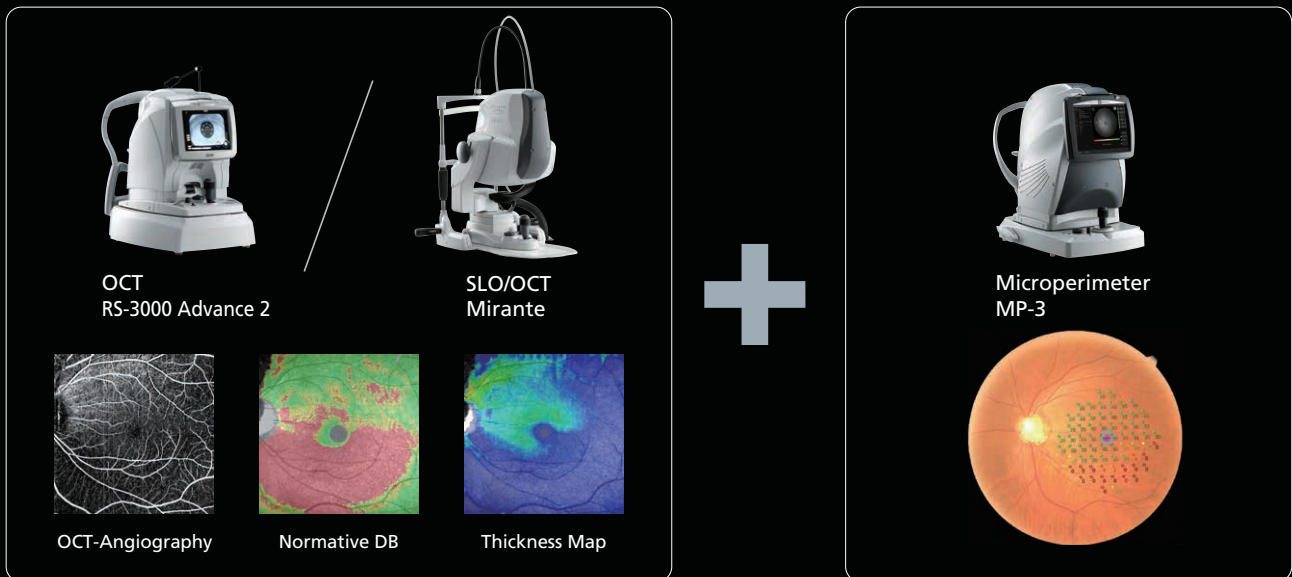 OCT
RS-3000 Advance 2
SLO/OCT
Mirante
OCT-Angiography
Normative DB
Thickness Map
Microperimeter
MP-3